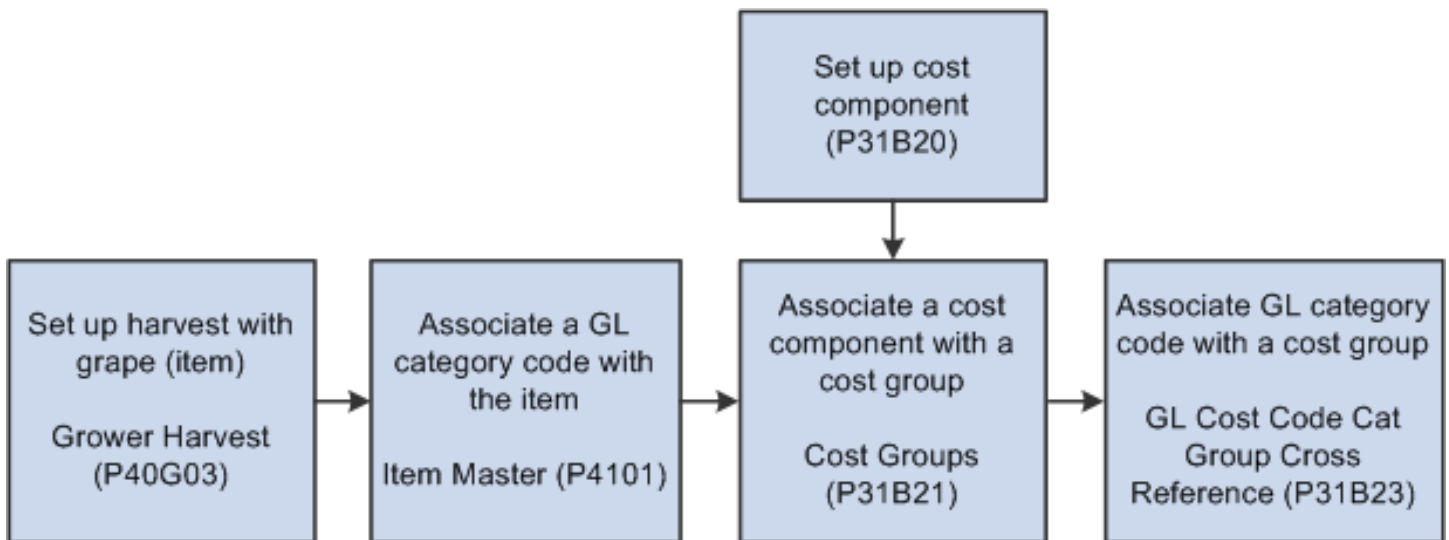 Set up cost
component
(P31B20)
Set up harvest with
grape (item)
Grower Harvest
(P40G03)
Associate a GL
category code with
the item
Item Master (P4101)
Associate a cost
component with a
cost group
Cost Groups
(P31B21)
Associate GL category
code with a cost group
GL Cost Code Cat
Group Cross
Reference (P31B23)